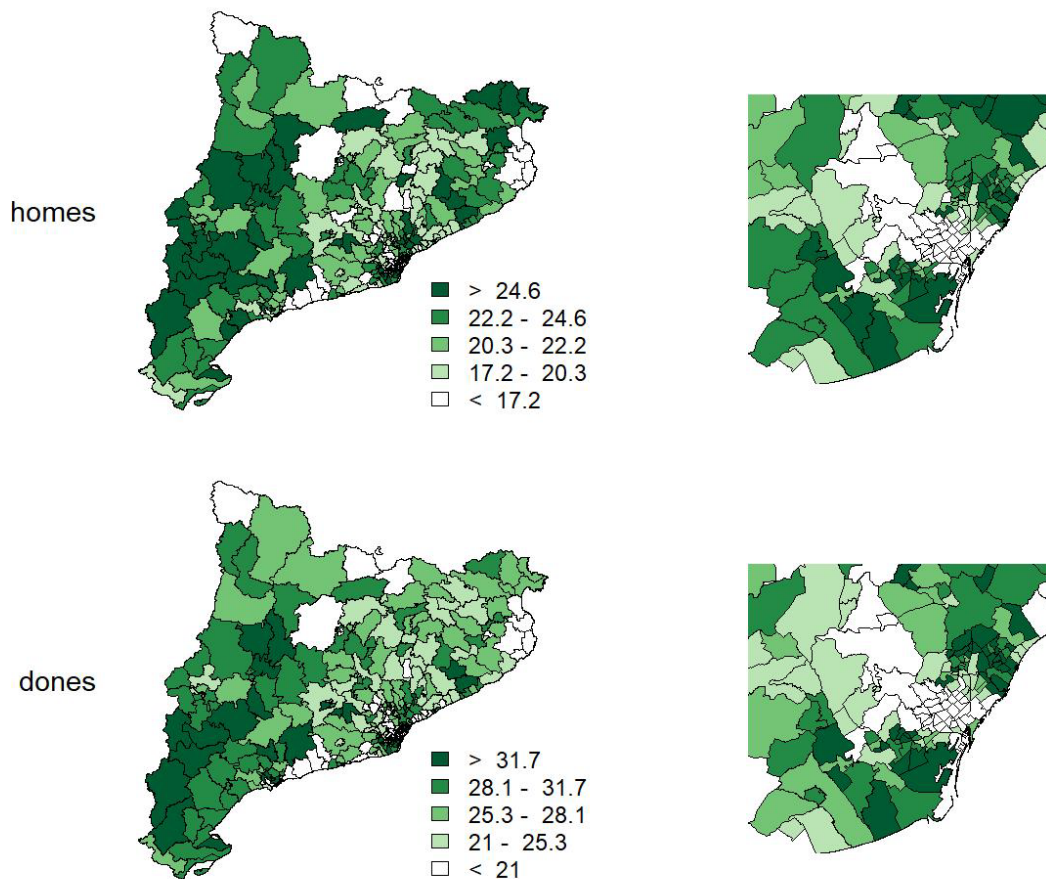 homes
> 24.6
22.2 - 24.6
20.3 - 22.2
17.2 - 20.3
< 17.2
dones
> 31.7
28.1 - 31.7
25.3 - 28.1
21 - 25.3
< 21